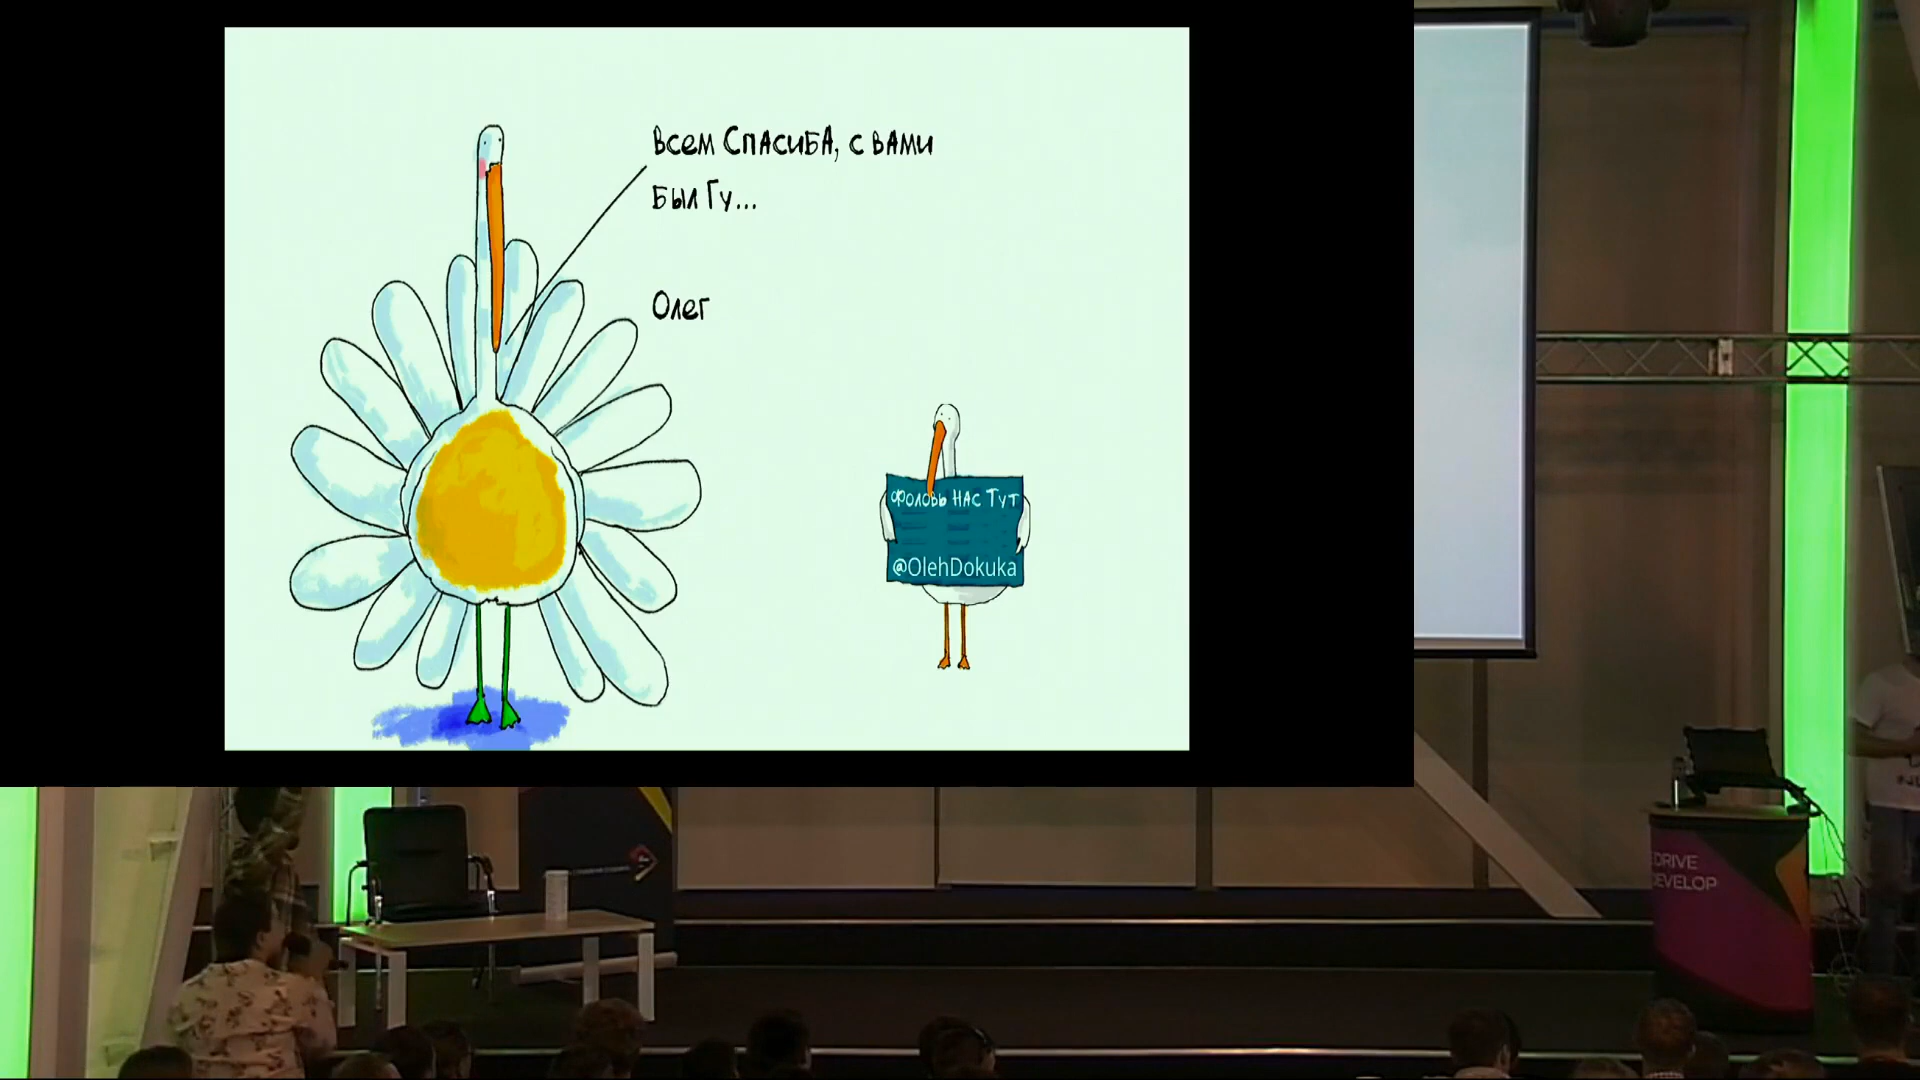 Всем Спасиба, с вами
был Гу...
Олег
Фоловь нас Тут
@OlehDokuka
DRIVE
DEVELOP